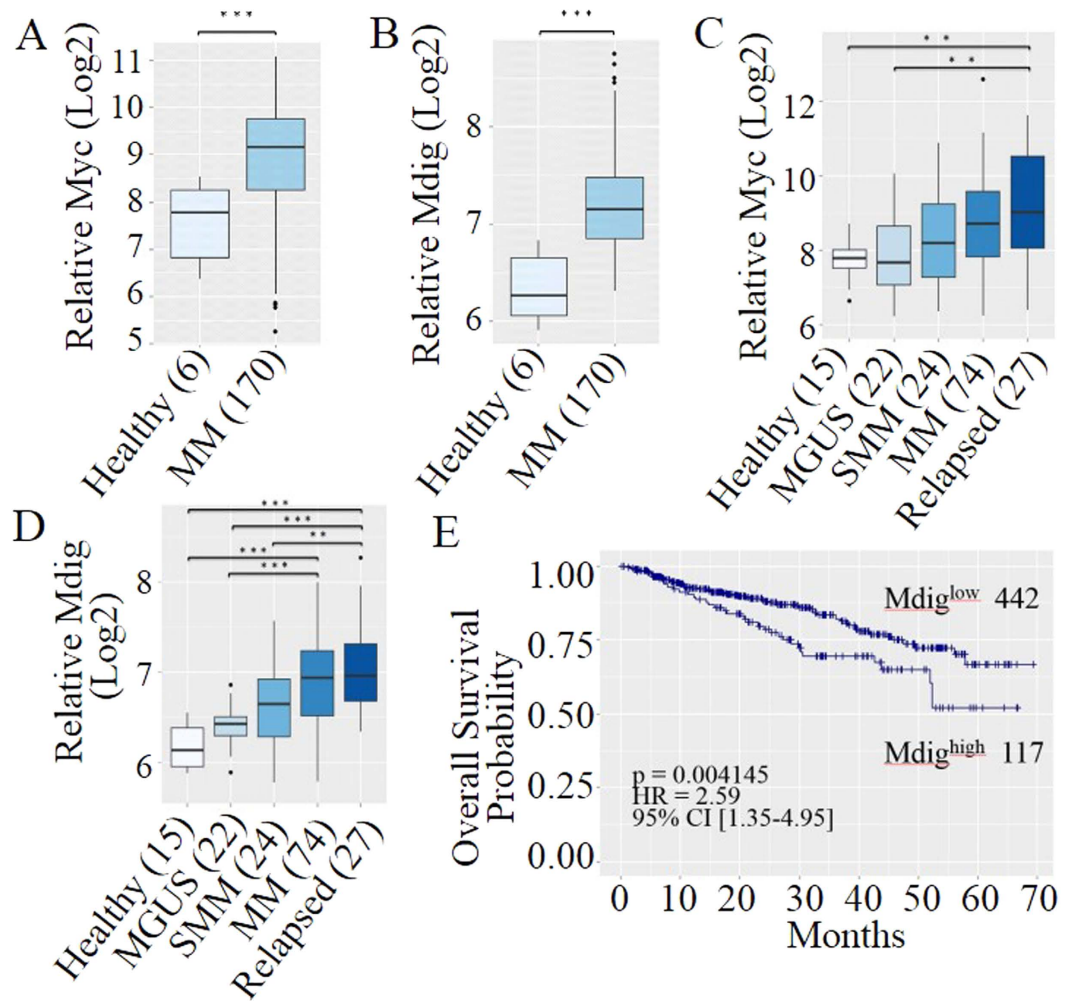 A
***
Relative Myc (Log2)
11
10
9
8
7
6
5
Healthy (6)
MM (170)
B
***
Relative Mdig (Log2)
8
7
6
Healthy (6)
MM (170)
C
**
**
Relative Myc (Log2)
12
10
8
6
Healthy (15)
MGUS (22)
SMM (24)
MM (74)
Relapsed (27)
D
***
***
**
***
***
Relative Mdig
(Log2)
8
7
6
Healthy (15)
MGUS (22)
SMM (24)
MM (74)
Relapsed (27)
E
Overall Survival
Probability
1.00
0.75
0.50
0.25
0.00
Mdiglow 442
Mdighigh 117
p = 0.004145
HR = 2.59
95% CI [1.35-4.95]
0 10 20 30 40 50 60 70
Months